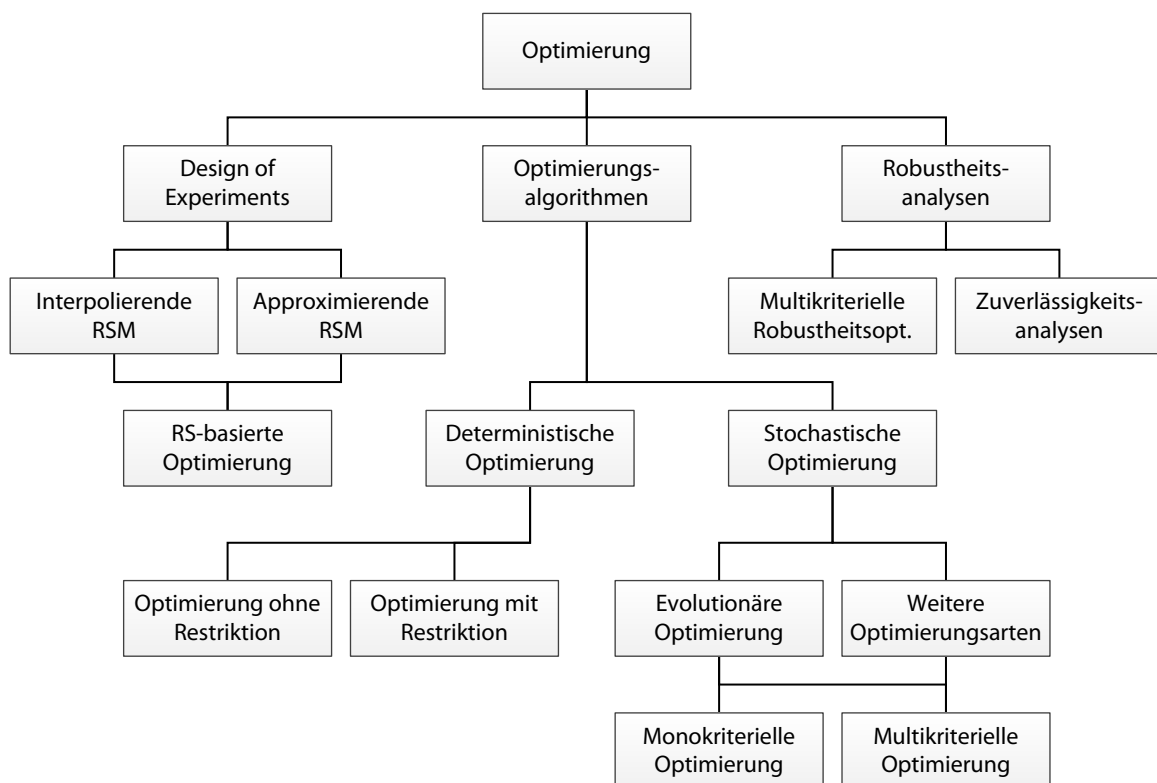 Optimierung
Design of
Experiments
Optimierungs-
algorithmen
Robustheits-
analysen
Interpolierende
RSM
Approximierende
RSM
Multikriterielle
Robustheitsopt.
Zuverlässigkeits-
analysen
RS-basierte
Optimierung
Deterministische
Optimierung
Stochastische
Optimierung
Optimierung ohne
Restriktion
Optimierung mit
Restriktion
Evolutionäre
Optimierung
Weitere
Optimierungsarten
Monokriterielle
Optimierung
Multikriterielle
Optimierung